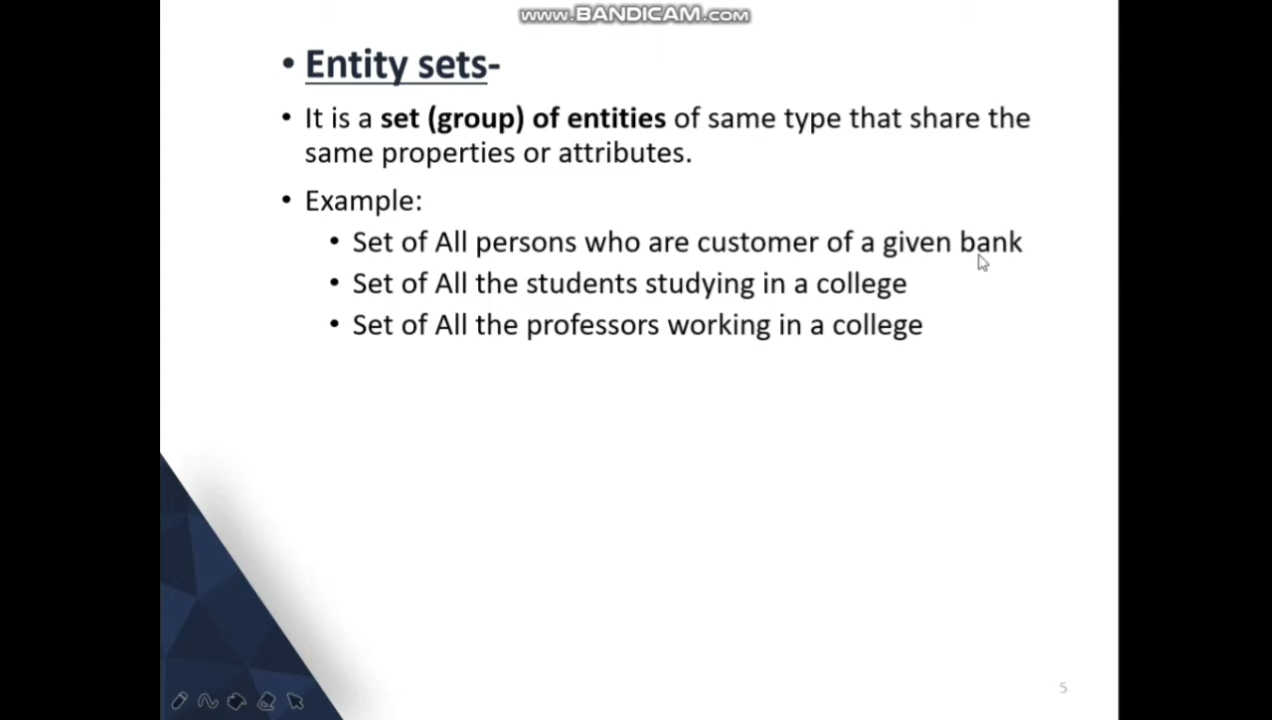 www.BANDICAM.com
• Entity sets-
• It is a set (group) of entities of same type that share the
same properties or attributes.
• Example:
• Set of All persons who are customer of a given bank
• Set of All the students studying in a college
• Set of All the professors working in a college
5